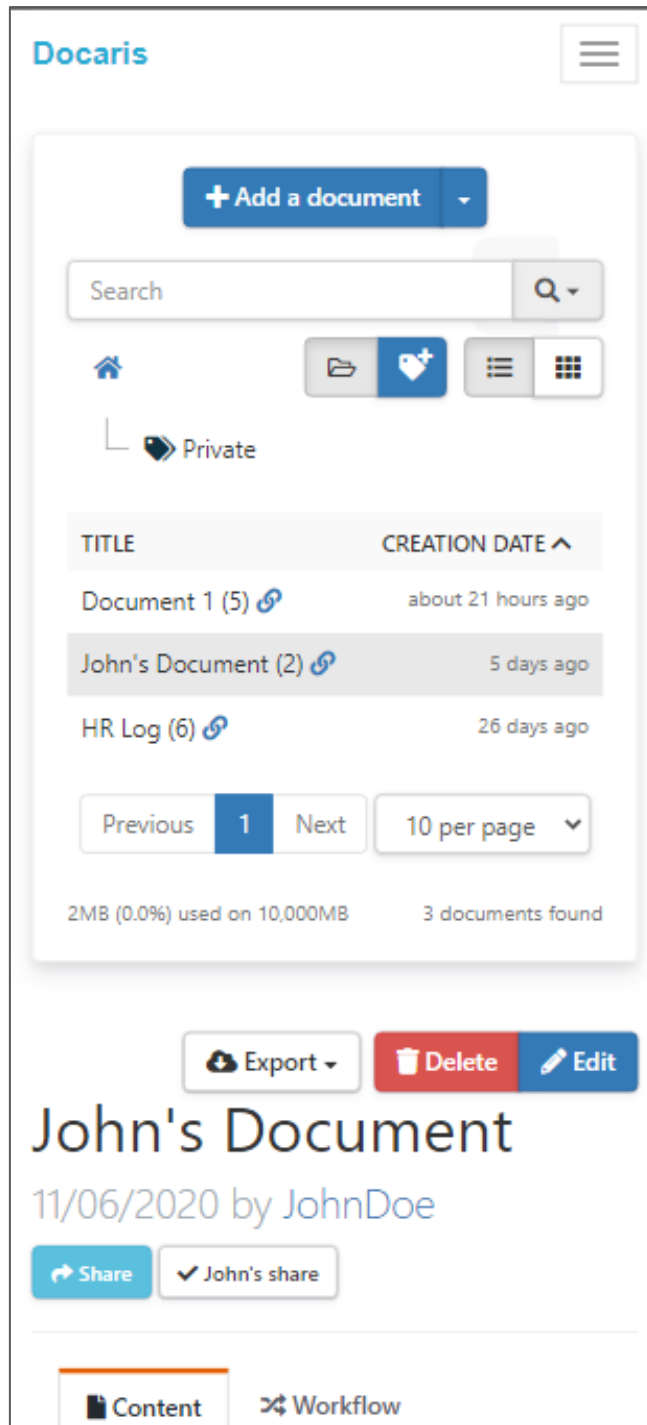 Docaris
Add a document
Search
Private
TITLE CREATION DATE
Document 1 (5) about 21 hours ago
John's Document (2) 5 days ago
HR Log (6) 26 days ago
Previous 1 Next 10 per page
2MB (0.0%) used on 10,000MB 3 documents found
Export Delete Edit
John's Document
11/06/2020 by JohnDoe
Share John's share
Content Workflow